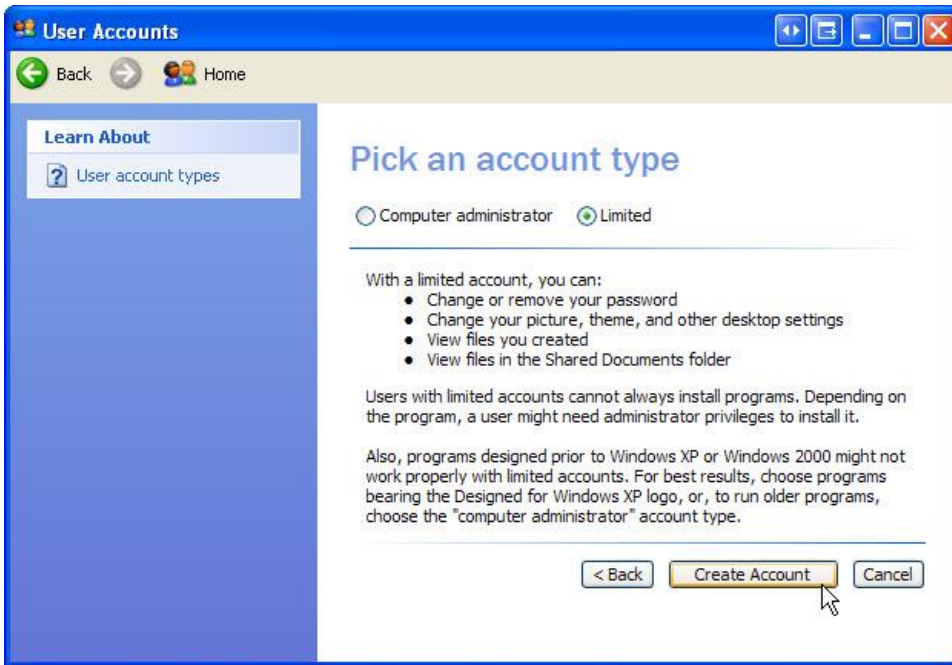 User Accounts
Back Home
Learn About
User account types
Pick an account type
Computer administrator Limited
With a limited account, you can:
• Change or remove your password
• Change your picture, theme, and other desktop settings
• View files you created
• View files in the Shared Documents folder
Users with limited accounts cannot always install programs. Depending on
the program, a user might need administrator privileges to install it.
Also, programs designed prior to Windows XP or Windows 2000 might not
work properly with limited accounts. For best results, choose programs
bearing the Designed for Windows XP logo, or, to run older programs,
choose the "computer administrator" account type.
< Back Create Account Cancel